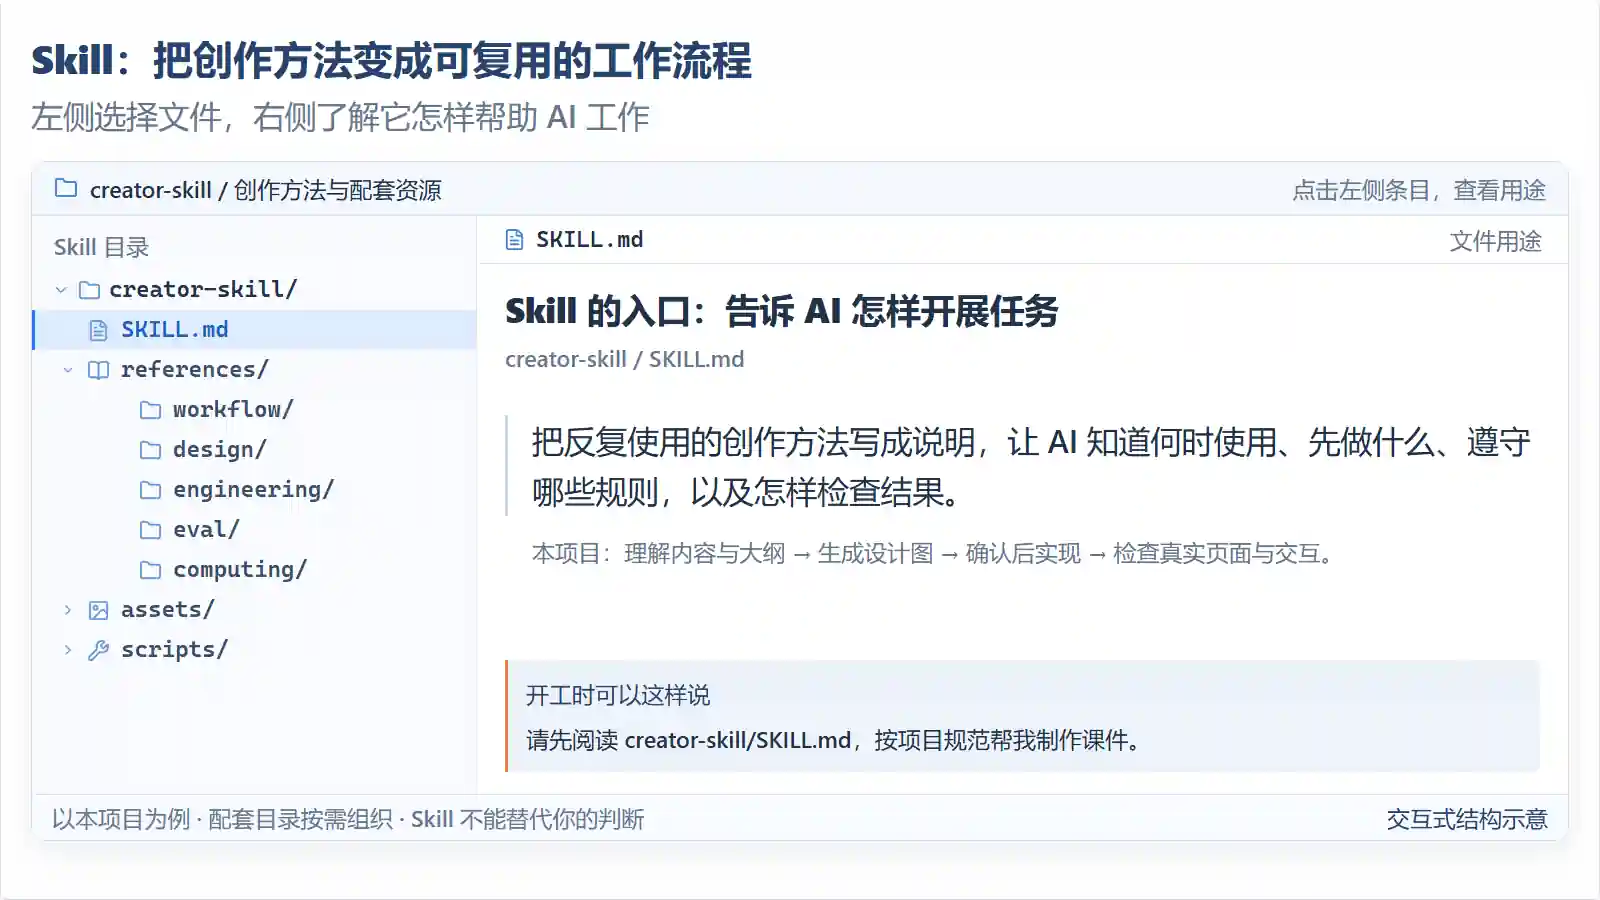 Skill：把创作方法变成可复用的工作流程
左侧选择文件，右侧了解它怎样帮助 AI 工作
creator-skill / 创作方法与配套资源
点击左侧条目，查看用途
Skill 目录
creator-skill/
SKILL.md
references/
workflow/
design/
engineering/
eval/
computing/
assets/
scripts/
SKILL.md
文件用途
Skill 的入口：告诉 AI 怎样开展任务
creator-skill / SKILL.md
把反复使用的创作方法写成说明，让 AI 知道何时使用、先做什么、遵守
哪些规则，以及怎样检查结果。
本项目：理解内容与大纲 → 生成设计图 → 确认后实现 → 检查真实页面与交互。
开工时可以这样说
请先阅读 creator-skill/SKILL.md，按项目规范帮我制作课件。
以本项目为例 · 配套目录按需组织 · Skill 不能替代你的判断
交互式结构示意